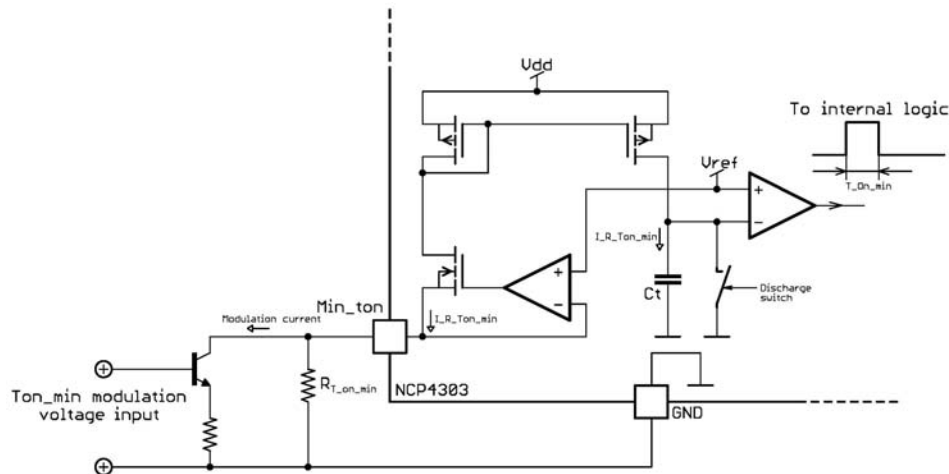 Vdd
To internal logic
Vref
T_On_min
I_R_Ton_min
Ct
Discharge
switch
Min_ton
Modulation current
I_R_Ton_min
+
−
+
−
R T_on_min
NCP4303
GND
Ton_min modulation
voltage input